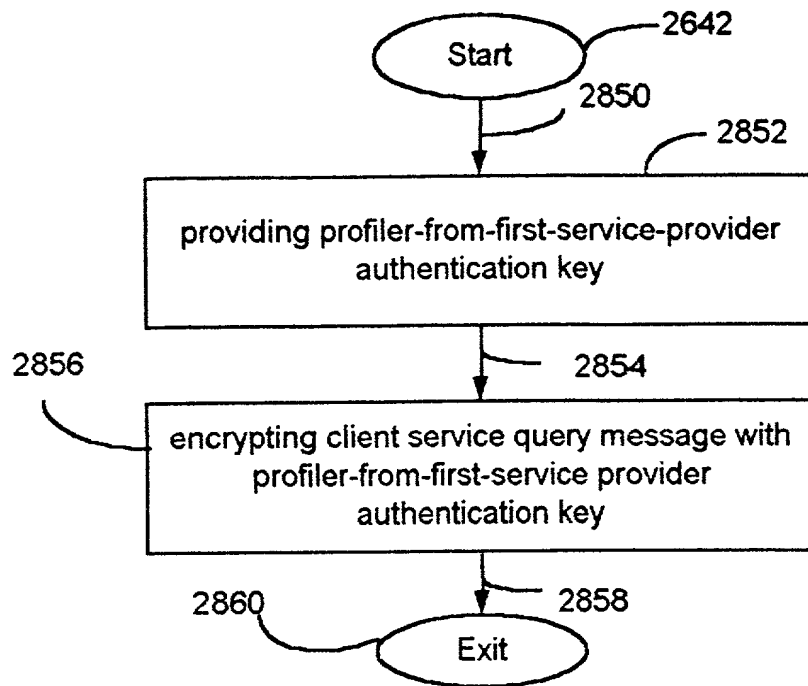 2642
Start
2850
2852
providing profiler-from-first-service-provider
authentication key
2854
2856
encrypting client service query message with
profiler-from-first-service provider
authentication key
2858
2860
Exit